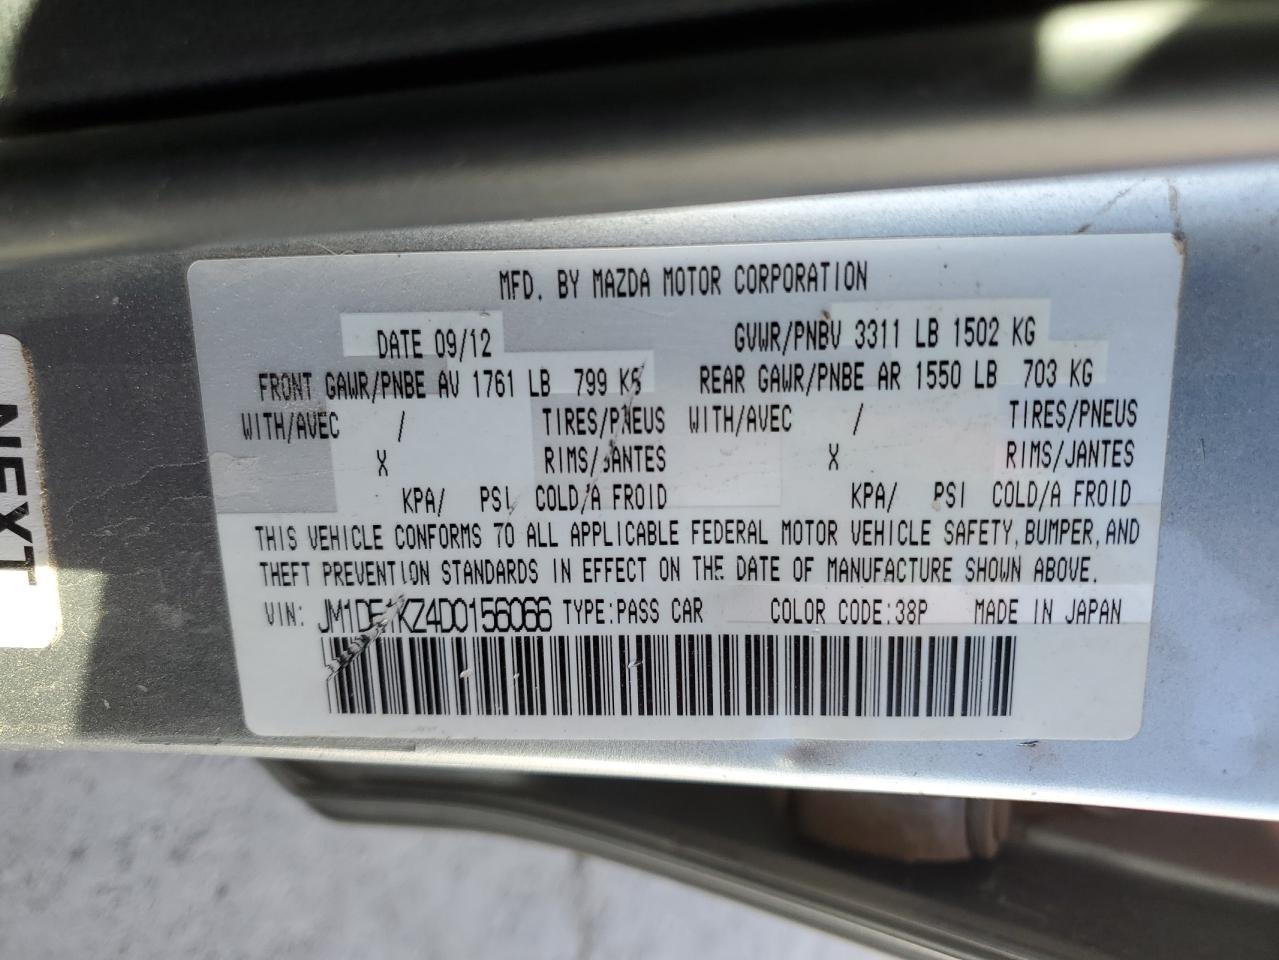 MFD. BY MAZDA MOTOR CORPORATION
DATE 09/12 GVWR/PNBV 3311 LB 1502 KG
FRONT GAWR/PNBE AV 1761 LB 799 KG REAR GAWR/PNBE AR 1550 LB 703 KG
WITH/AVEC / TIRES/PNEUS WITH/AVEC / TIRES/PNEUS
X RIMS/JANTES X RIMS/JANTES
KPA/ PSI COLD/A FROID KPA/ PSI COLD/A FROID
THIS VEHICLE CONFORMS TO ALL APPLICABLE FEDERAL MOTOR VEHICLE SAFETY, BUMPER, AND
THEFT PREVENTION STANDARDS IN EFFECT ON THE DATE OF MANUFACTURE SHOWN ABOVE.
VIN: JM1DE1KZ4D0156066 TYPE:PASS CAR COLOR CODE:38P MADE IN JAPAN
NEXT